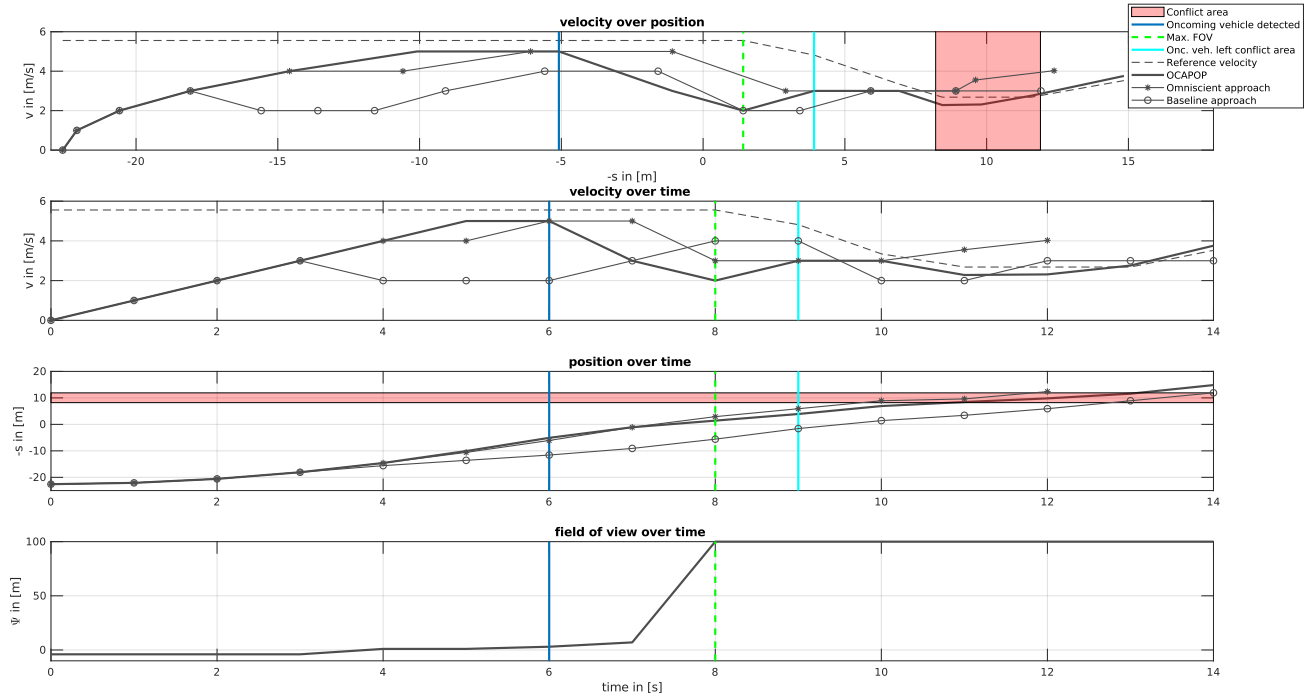 velocity over position
Conflict area
Oncoming vehicle detected
Max. FOV
Onc. veh. left conflict area
Reference velocity
OCAPOP
Omniscient approach
Baseline approach
v in [m/s]
6
4
2
0
-20 -15 -10 -5 0 5 10 15
-s in [m]
velocity over time
v in [m/s]
6
4
2
0
0 2 4 6 8 10 12 14
position over time
-s in [m]
20
10
0
-10
-20
0 2 4 6 8 10 12 14
field of view over time
Ψ in [m]
100
50
0
0 2 4 6 8 10 12 14
time in [s]